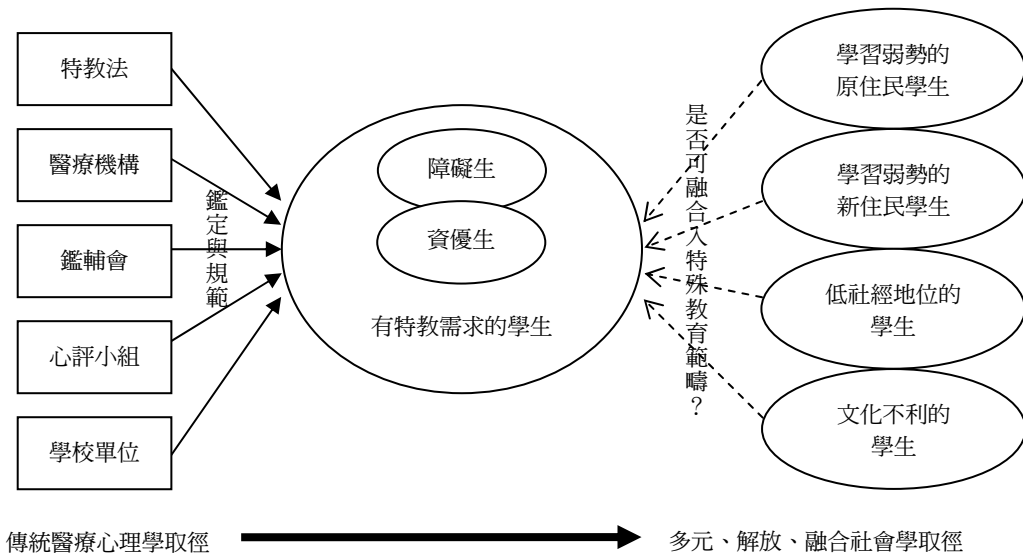 特教法
醫療機構
鑑輔會
心評小組
學校單位
鑑定與規範
障礙生
資優生
有特教需求的學生
是否可融合入特殊教育範疇？
學習弱勢的
原住民學生
學習弱勢的
新住民學生
低社經地位的
學生
文化不利的
學生
傳統醫療心理學取徑
多元、解放、融合社會學取徑